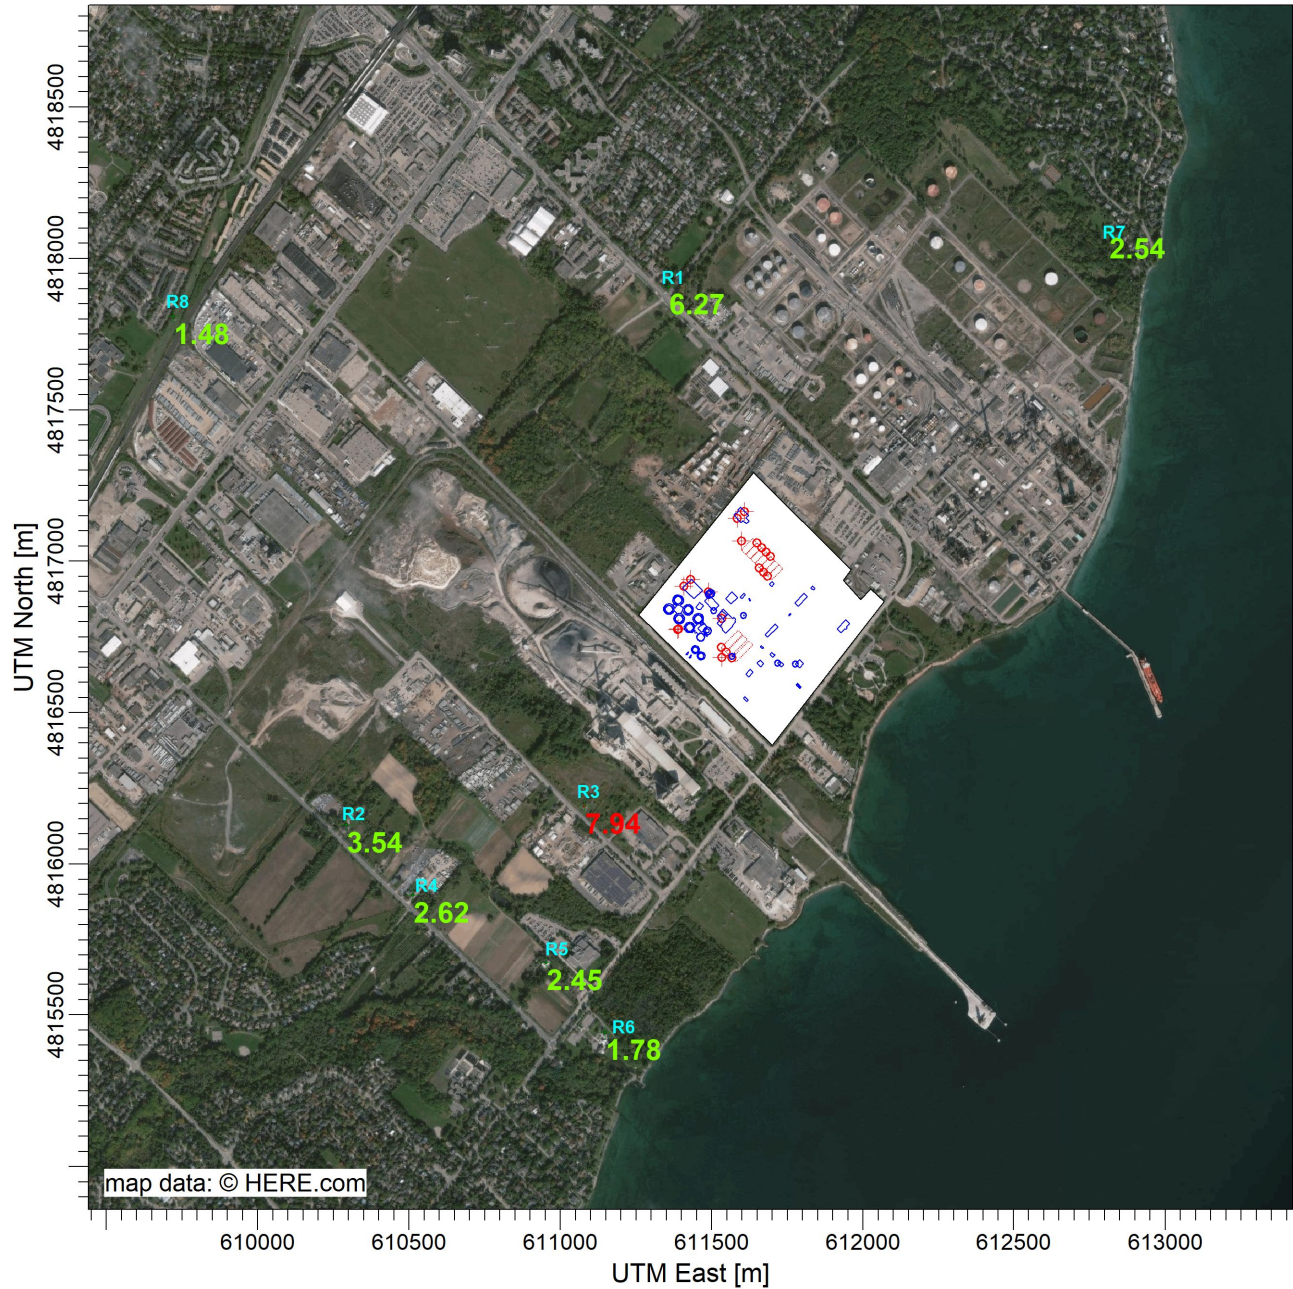 4818500
R7
2.54
4818000
R1
6.27
R8
1.48
4817500
4817000
UTM North [m]
4816500
R3
7.94
R2
3.54
4816000
R4
2.62
R5
2.45
4815500
R6
1.78
map data: © HERE.com
610000 610500 611000 611500 612000 612500 613000
UTM East [m]